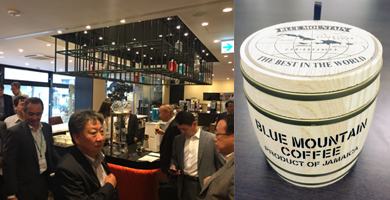 BLUE MOUNTAIN
THE BEST IN THE WORLD
BLUE MOUNTAIN
COFFEE
PRODUCT OF JAMAICA